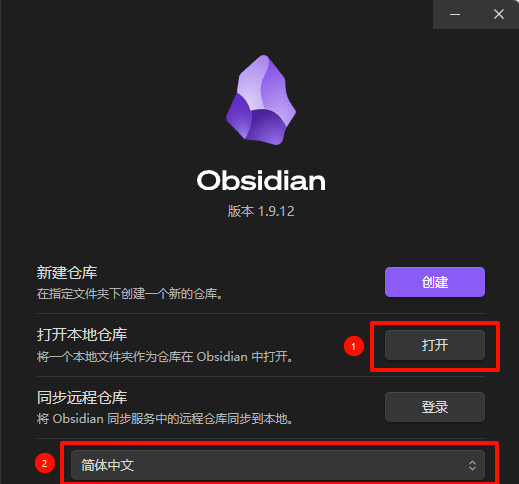 Obsidian
版本 1.9.12
新建仓库
在指定文件夹下创建一个新的仓库。
创建
打开本地仓库
将一个本地文件夹作为仓库在 Obsidian 中打开。
1
打开
同步远程仓库
将 Obsidian 同步服务中的远程仓库同步到本地。
登录
2
简体中文